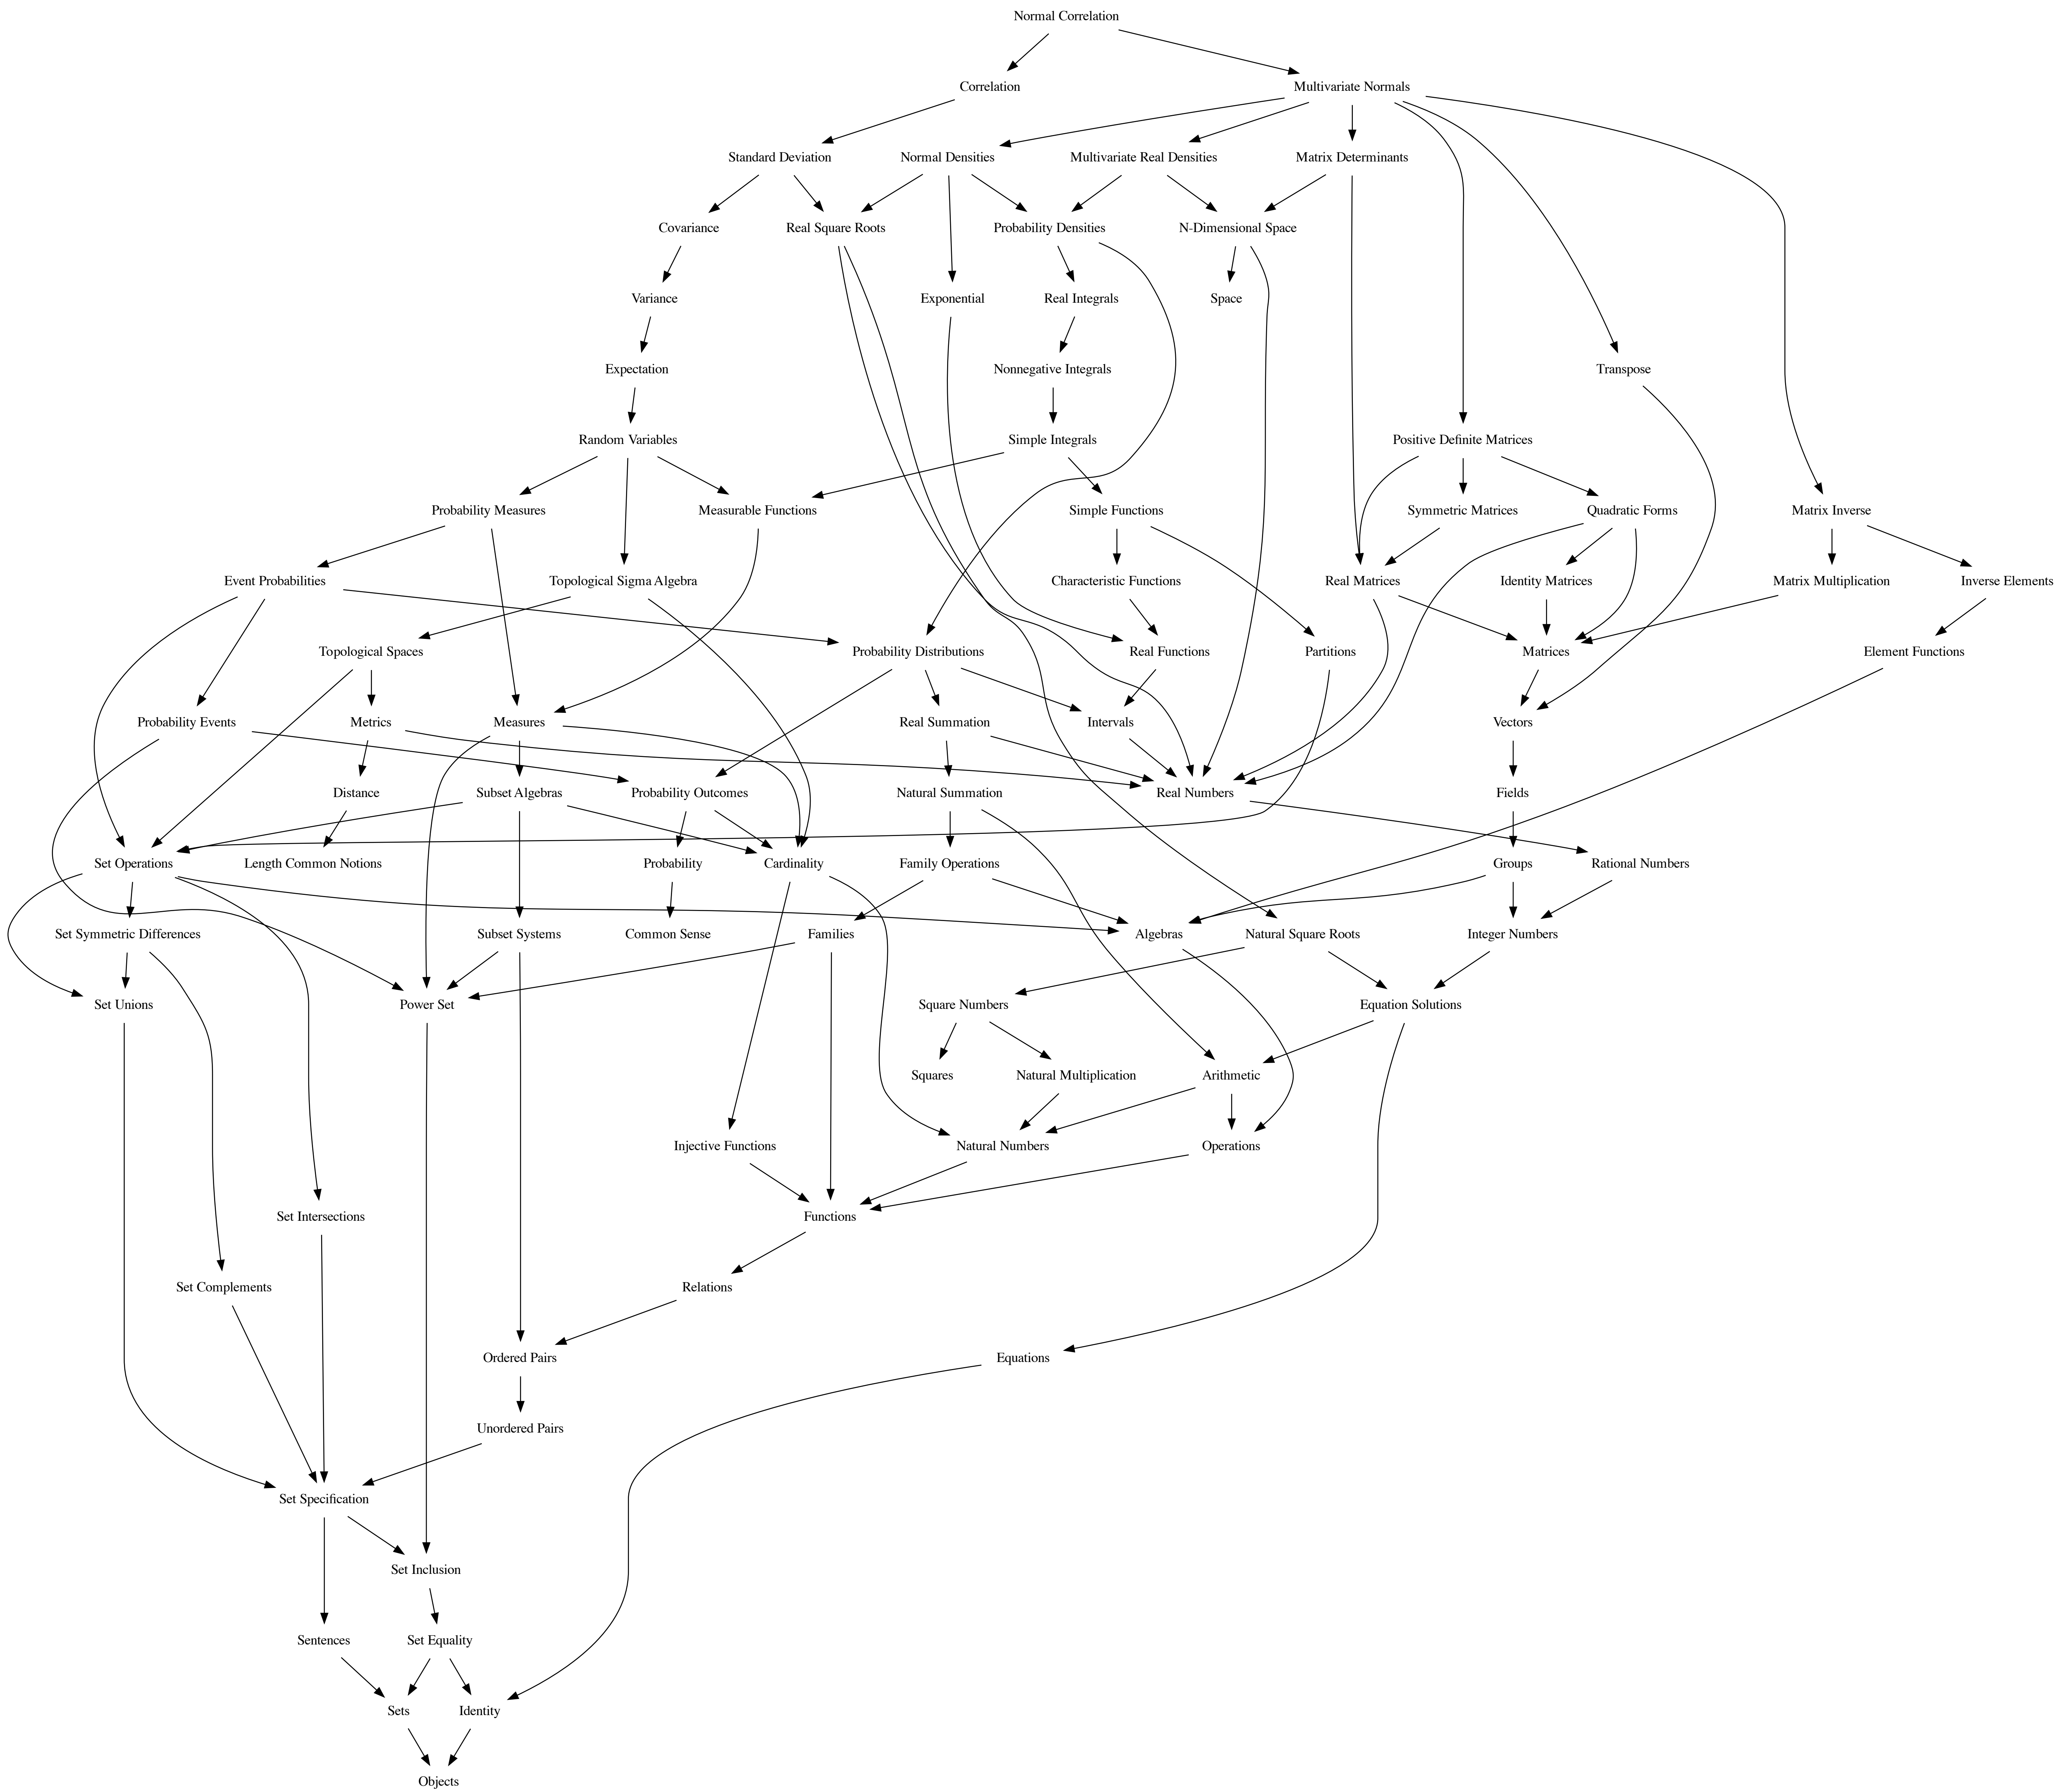 Normal Correlation
Correlation
Multivariate Normals
Standard Deviation
Normal Densities
Multivariate Real Densities
Matrix Determinants
Covariance
Real Square Roots
Probability Densities
N-Dimensional Space
Variance
Exponential
Real Integrals
Space
Expectation
Nonnegative Integrals
Transpose
Random Variables
Simple Integrals
Positive Definite Matrices
Probability Measures
Measurable Functions
Simple Functions
Symmetric Matrices
Quadratic Forms
Matrix Inverse
Event Probabilities
Topological Sigma Algebra
Characteristic Functions
Real Matrices
Identity Matrices
Matrix Multiplication
Inverse Elements
Topological Spaces
Probability Distributions
Real Functions
Partitions
Matrices
Element Functions
Probability Events
Metrics
Measures
Real Summation
Intervals
Vectors
Distance
Subset Algebras
Probability Outcomes
Natural Summation
Real Numbers
Fields
Set Operations
Length Common Notions
Probability
Cardinality
Family Operations
Groups
Rational Numbers
Set Symmetric Differences
Subset Systems
Common Sense
Families
Algebras
Natural Square Roots
Integer Numbers
Set Unions
Power Set
Square Numbers
Equation Solutions
Squares
Natural Multiplication
Arithmetic
Injective Functions
Natural Numbers
Operations
Set Intersections
Functions
Set Complements
Relations
Ordered Pairs
Equations
Unordered Pairs
Set Specification
Set Inclusion
Sentences
Set Equality
Sets
Identity
Objects